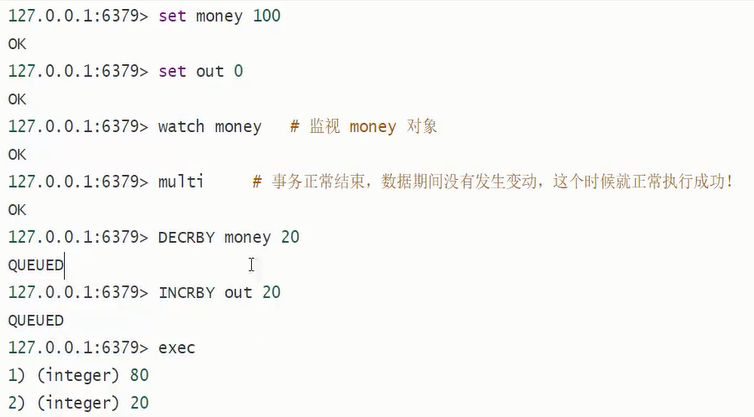 127.0.0.1:6379> set money 100
OK
127.0.0.1:6379> set out 0
OK
127.0.0.1:6379> watch money   # 监视 money 对象
OK
127.0.0.1:6379> multi     # 事务正常结束，数据期间没有发生变动，这个时候就正常执行成功！
OK
127.0.0.1:6379> DECRBY money 20
QUEUED
127.0.0.1:6379> INCRBY out 20
QUEUED
127.0.0.1:6379> exec
1) (integer) 80
2) (integer) 20